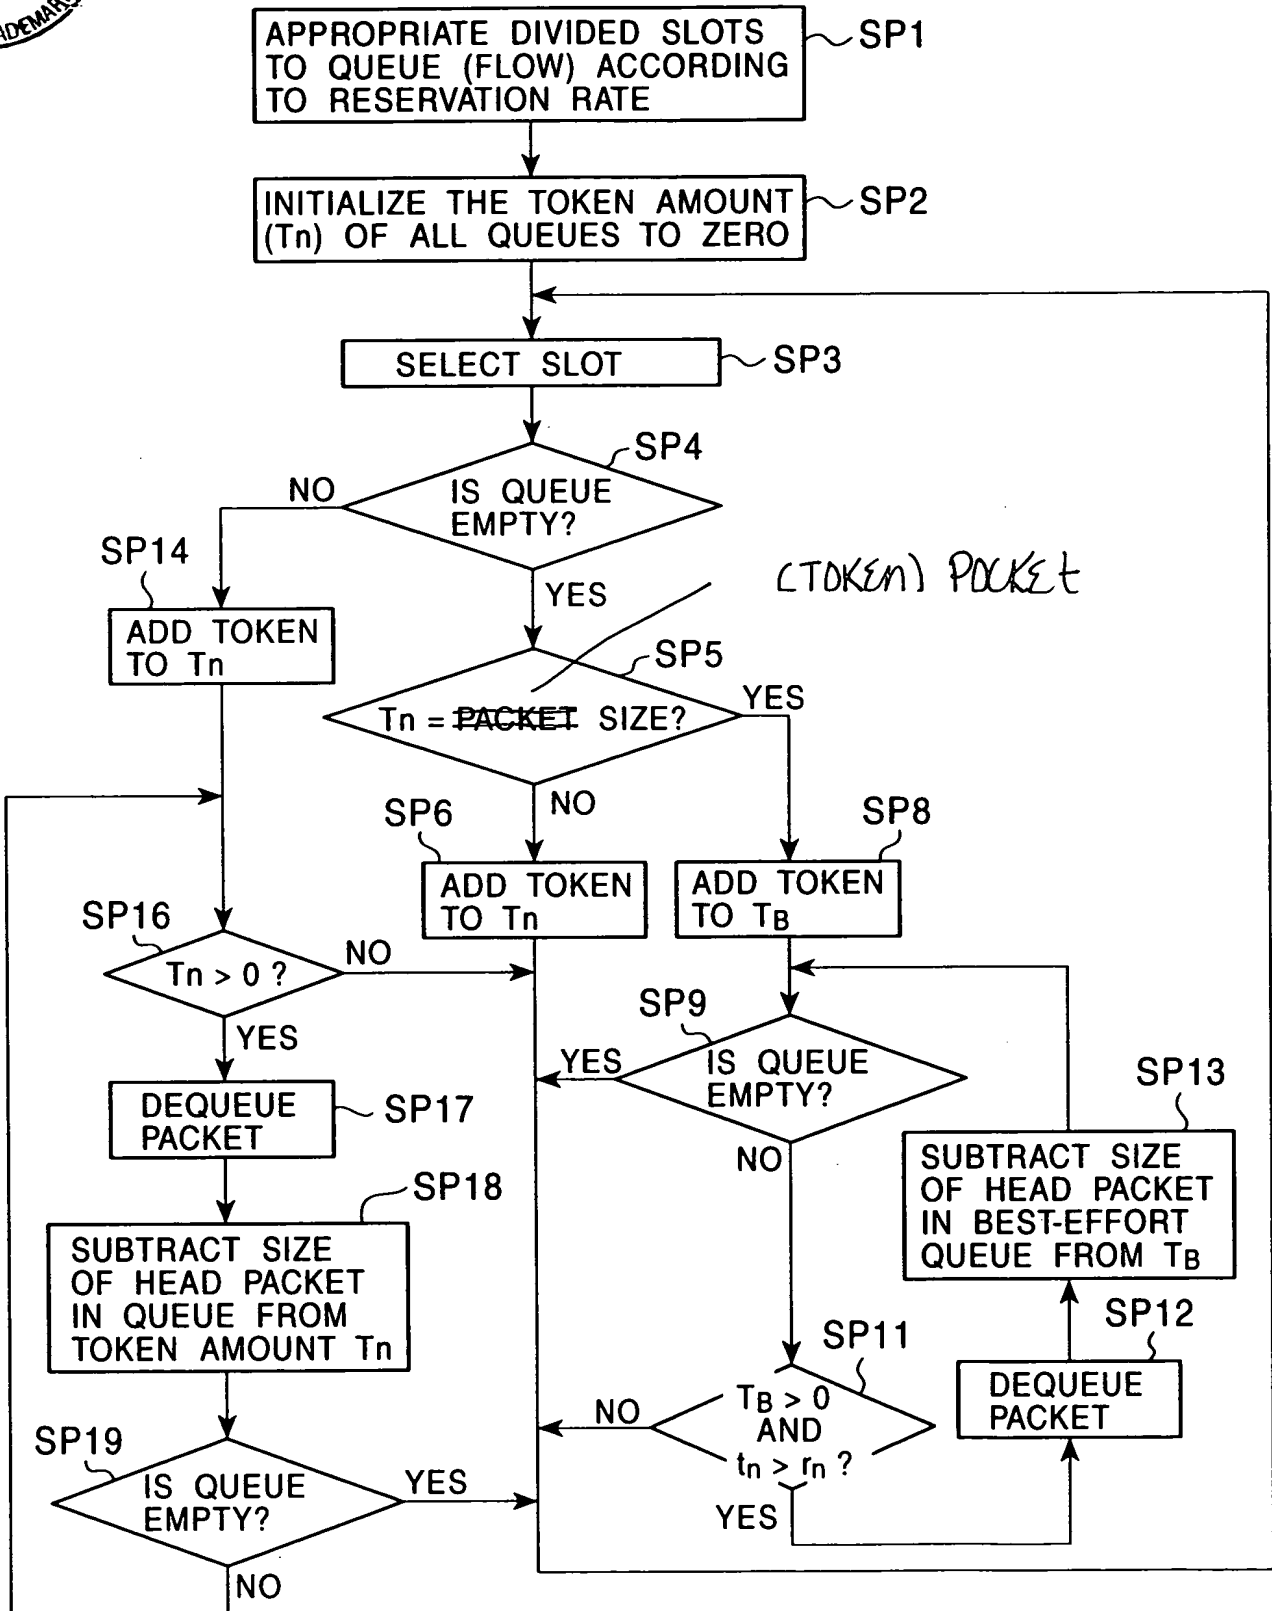 APPROPRIATE DIVIDED SLOTS
TO QUEUE (FLOW) ACCORDING
TO RESERVATION RATE
SP1
INITIALIZE THE TOKEN AMOUNT
(Tn) OF ALL QUEUES TO ZERO
SP2
SELECT SLOT
SP3
SP4
NO
IS QUEUE
EMPTY?
YES
SP14
ADD TOKEN
TO Tn
(TOKEn) POCKEt
SP5
Tn = PACKET SIZE?
YES
NO
SP6
ADD TOKEN
TO Tn
SP8
ADD TOKEN
TO TB
SP16
Tn > 0 ?
NO
YES
SP9
YES
IS QUEUE
EMPTY?
NO
SP13
SUBTRACT SIZE
OF HEAD PACKET
IN BEST-EFFORT
QUEUE FROM TB
DEQUEUE
PACKET
SP17
SP18
SUBTRACT SIZE
OF HEAD PACKET
IN QUEUE FROM
TOKEN AMOUNT Tn
SP11
TB > 0
AND
tn > rn ?
NO
YES
SP12
DEQUEUE
PACKET
SP19
IS QUEUE
EMPTY?
YES
NO